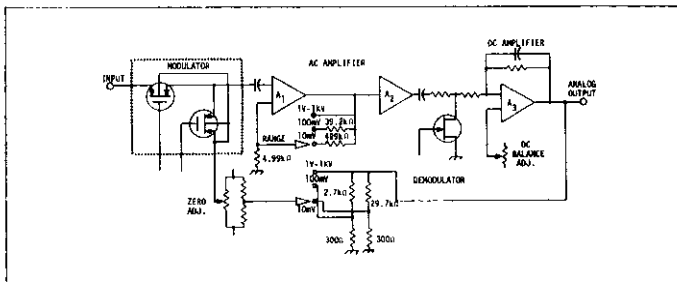 INPUT
MODULATOR
AC AMPLIFIER
DC AMPLIFIER
ANALOG
OUTPUT
A1
A2
A3
1V-1kV
100mV
10mV
39.2kΩ
RANGE
4.99kΩ
DC
BALANCE
ADJ.
DEMODULATOR
ZERO
ADJ.
1V-1kV
100mV
10mV
2.7kΩ
29.7kΩ
300Ω
300Ω